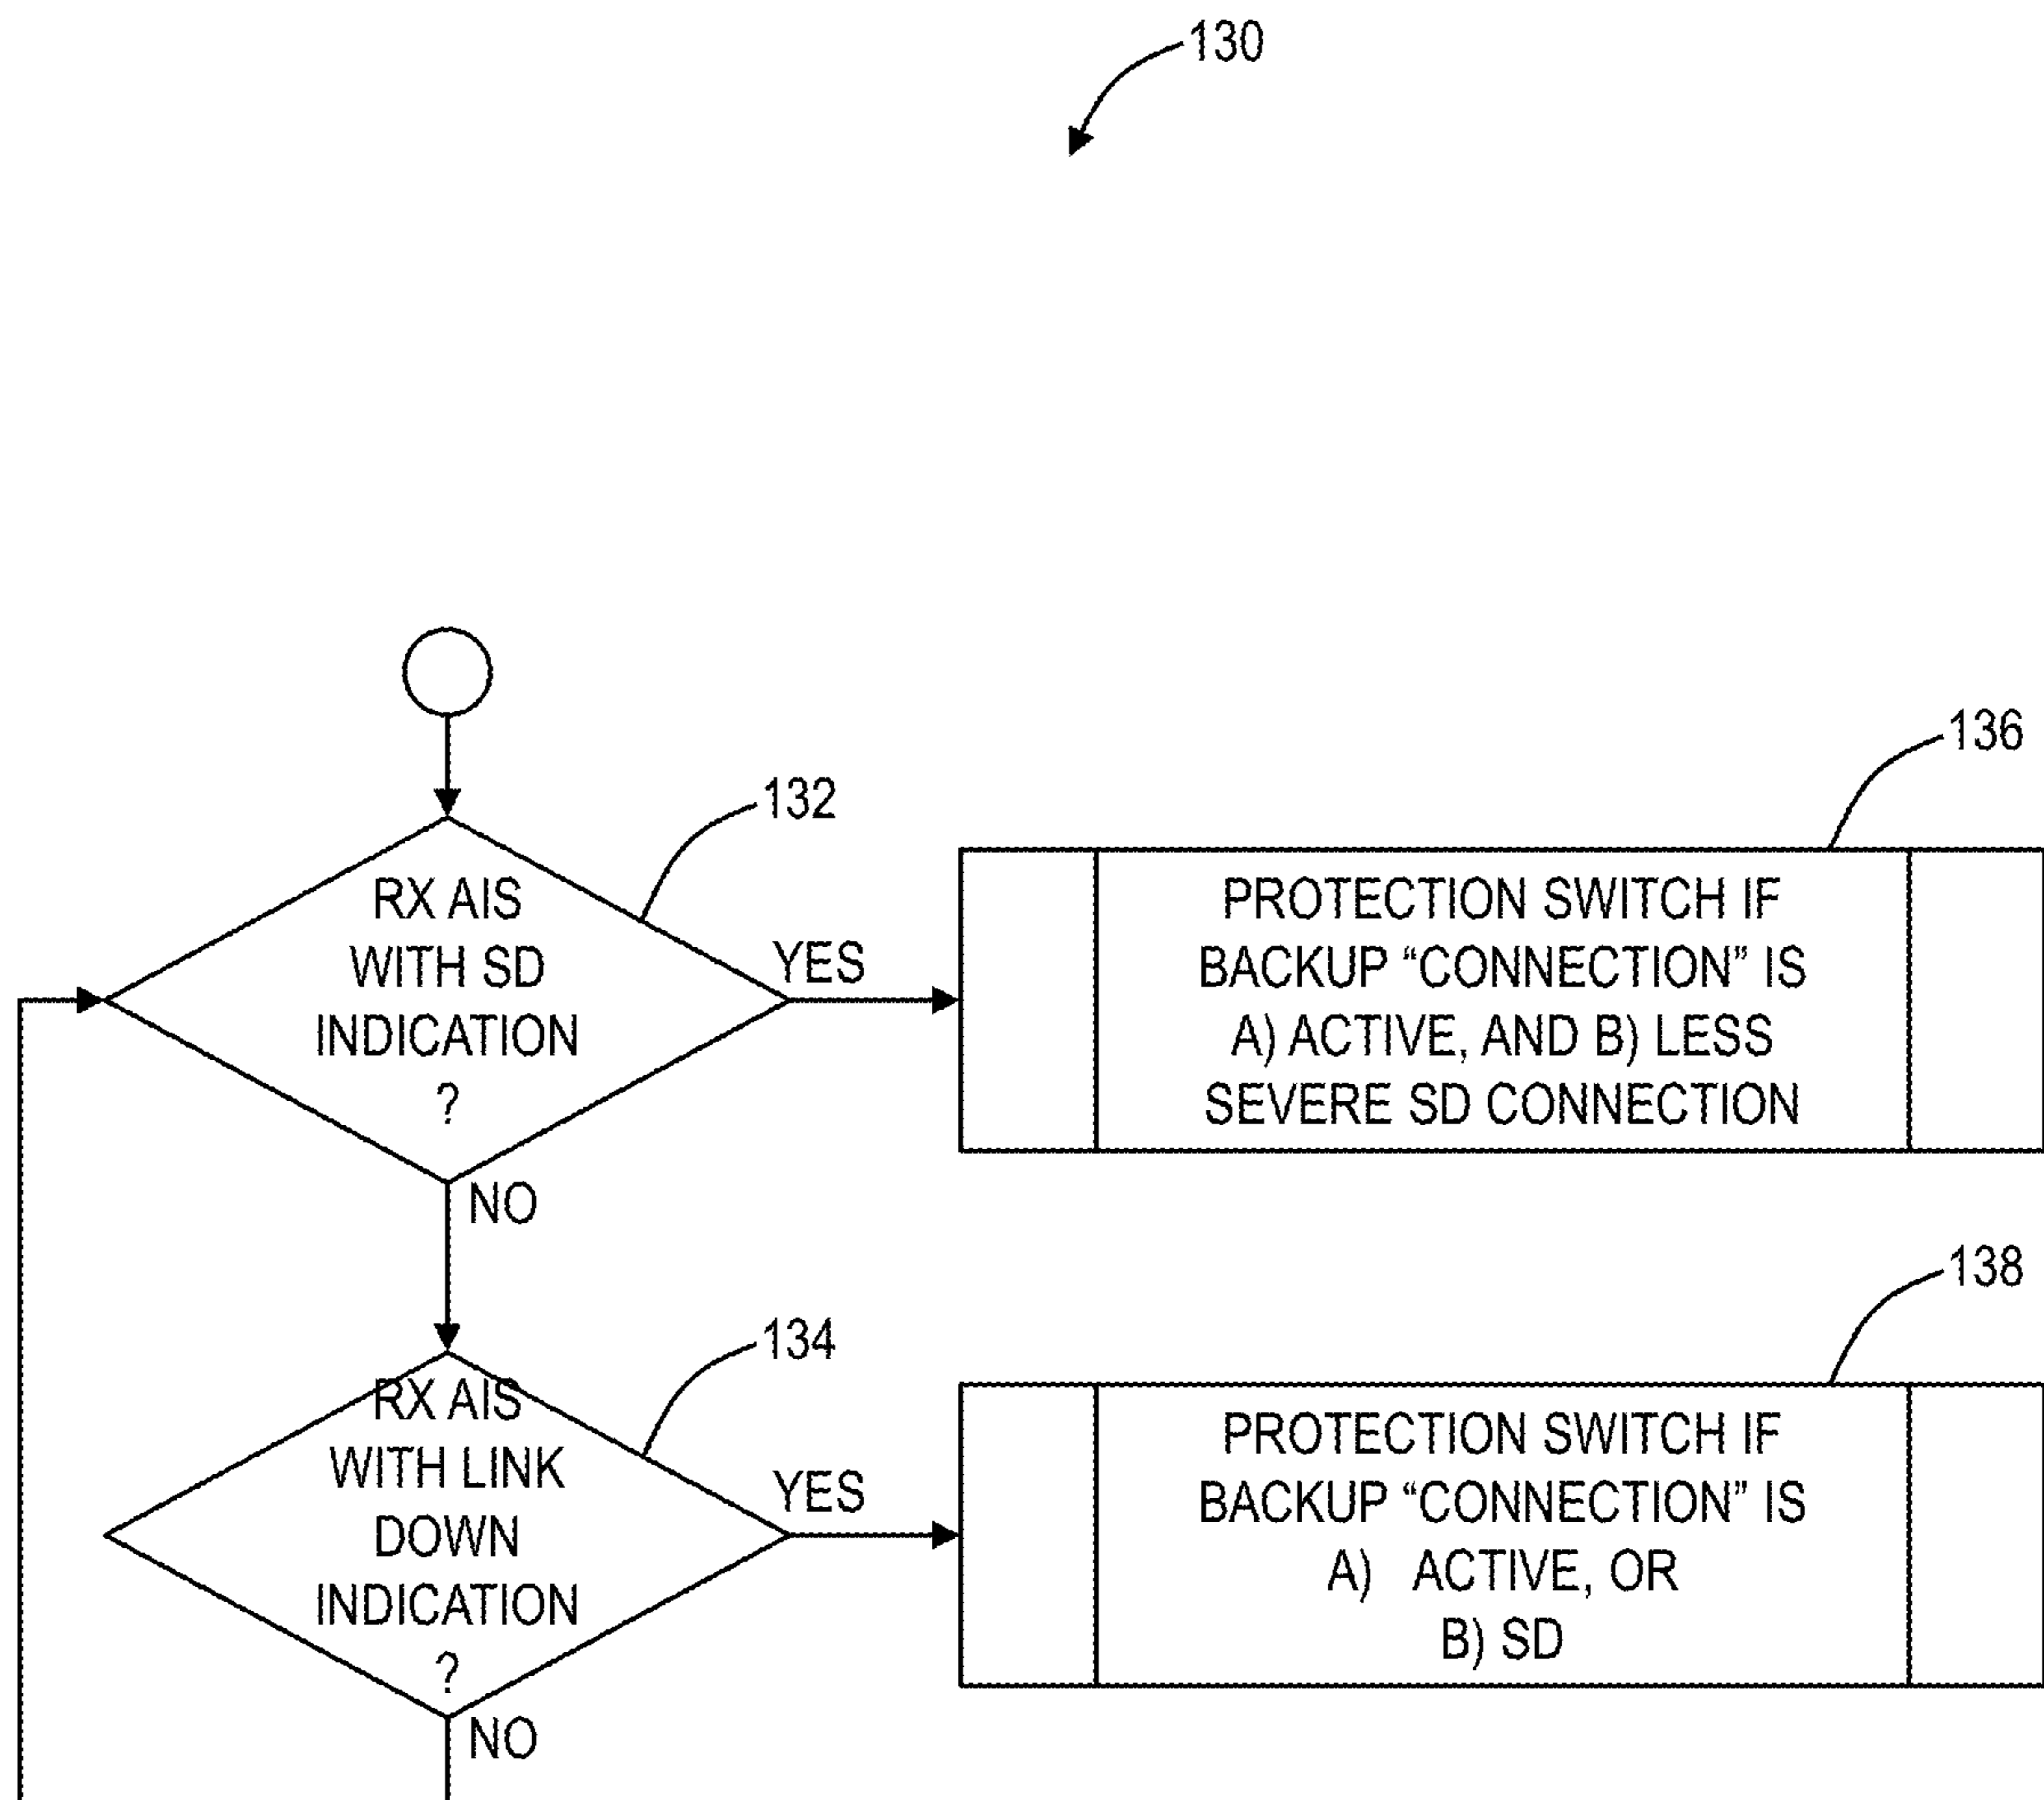 130
132
RX AIS
WITH SD
INDICATION
?
YES
NO
136
PROTECTION SWITCH IF
BACKUP “CONNECTION” IS
A) ACTIVE, AND B) LESS
SEVERE SD CONNECTION
134
RX AIS
WITH LINK
DOWN
INDICATION
?
YES
NO
138
PROTECTION SWITCH IF
BACKUP “CONNECTION” IS
A) ACTIVE, OR
B) SD